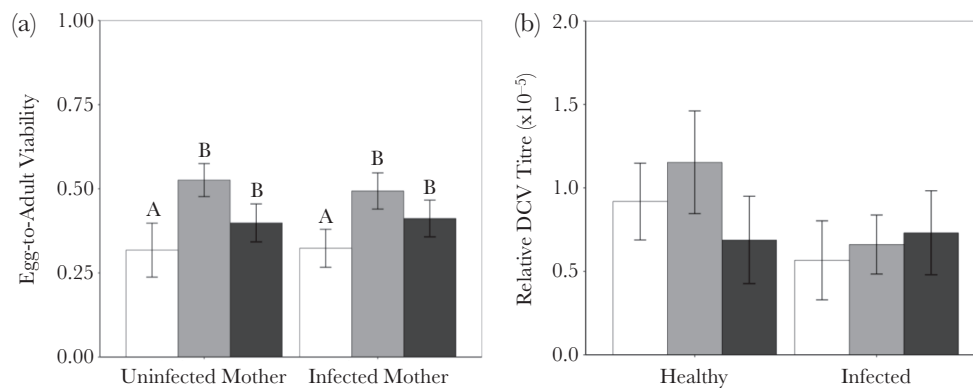 (a)
1.00
0.75
0.50
0.25
0.00
Egg-to-Adult Viability
A
B
B
A
B
B
Uninfected Mother
Infected Mother
(b)
2.0
1.5
1.0
0.5
0.0
Relative DCV Titre (x10⁻⁵)
Healthy
Infected